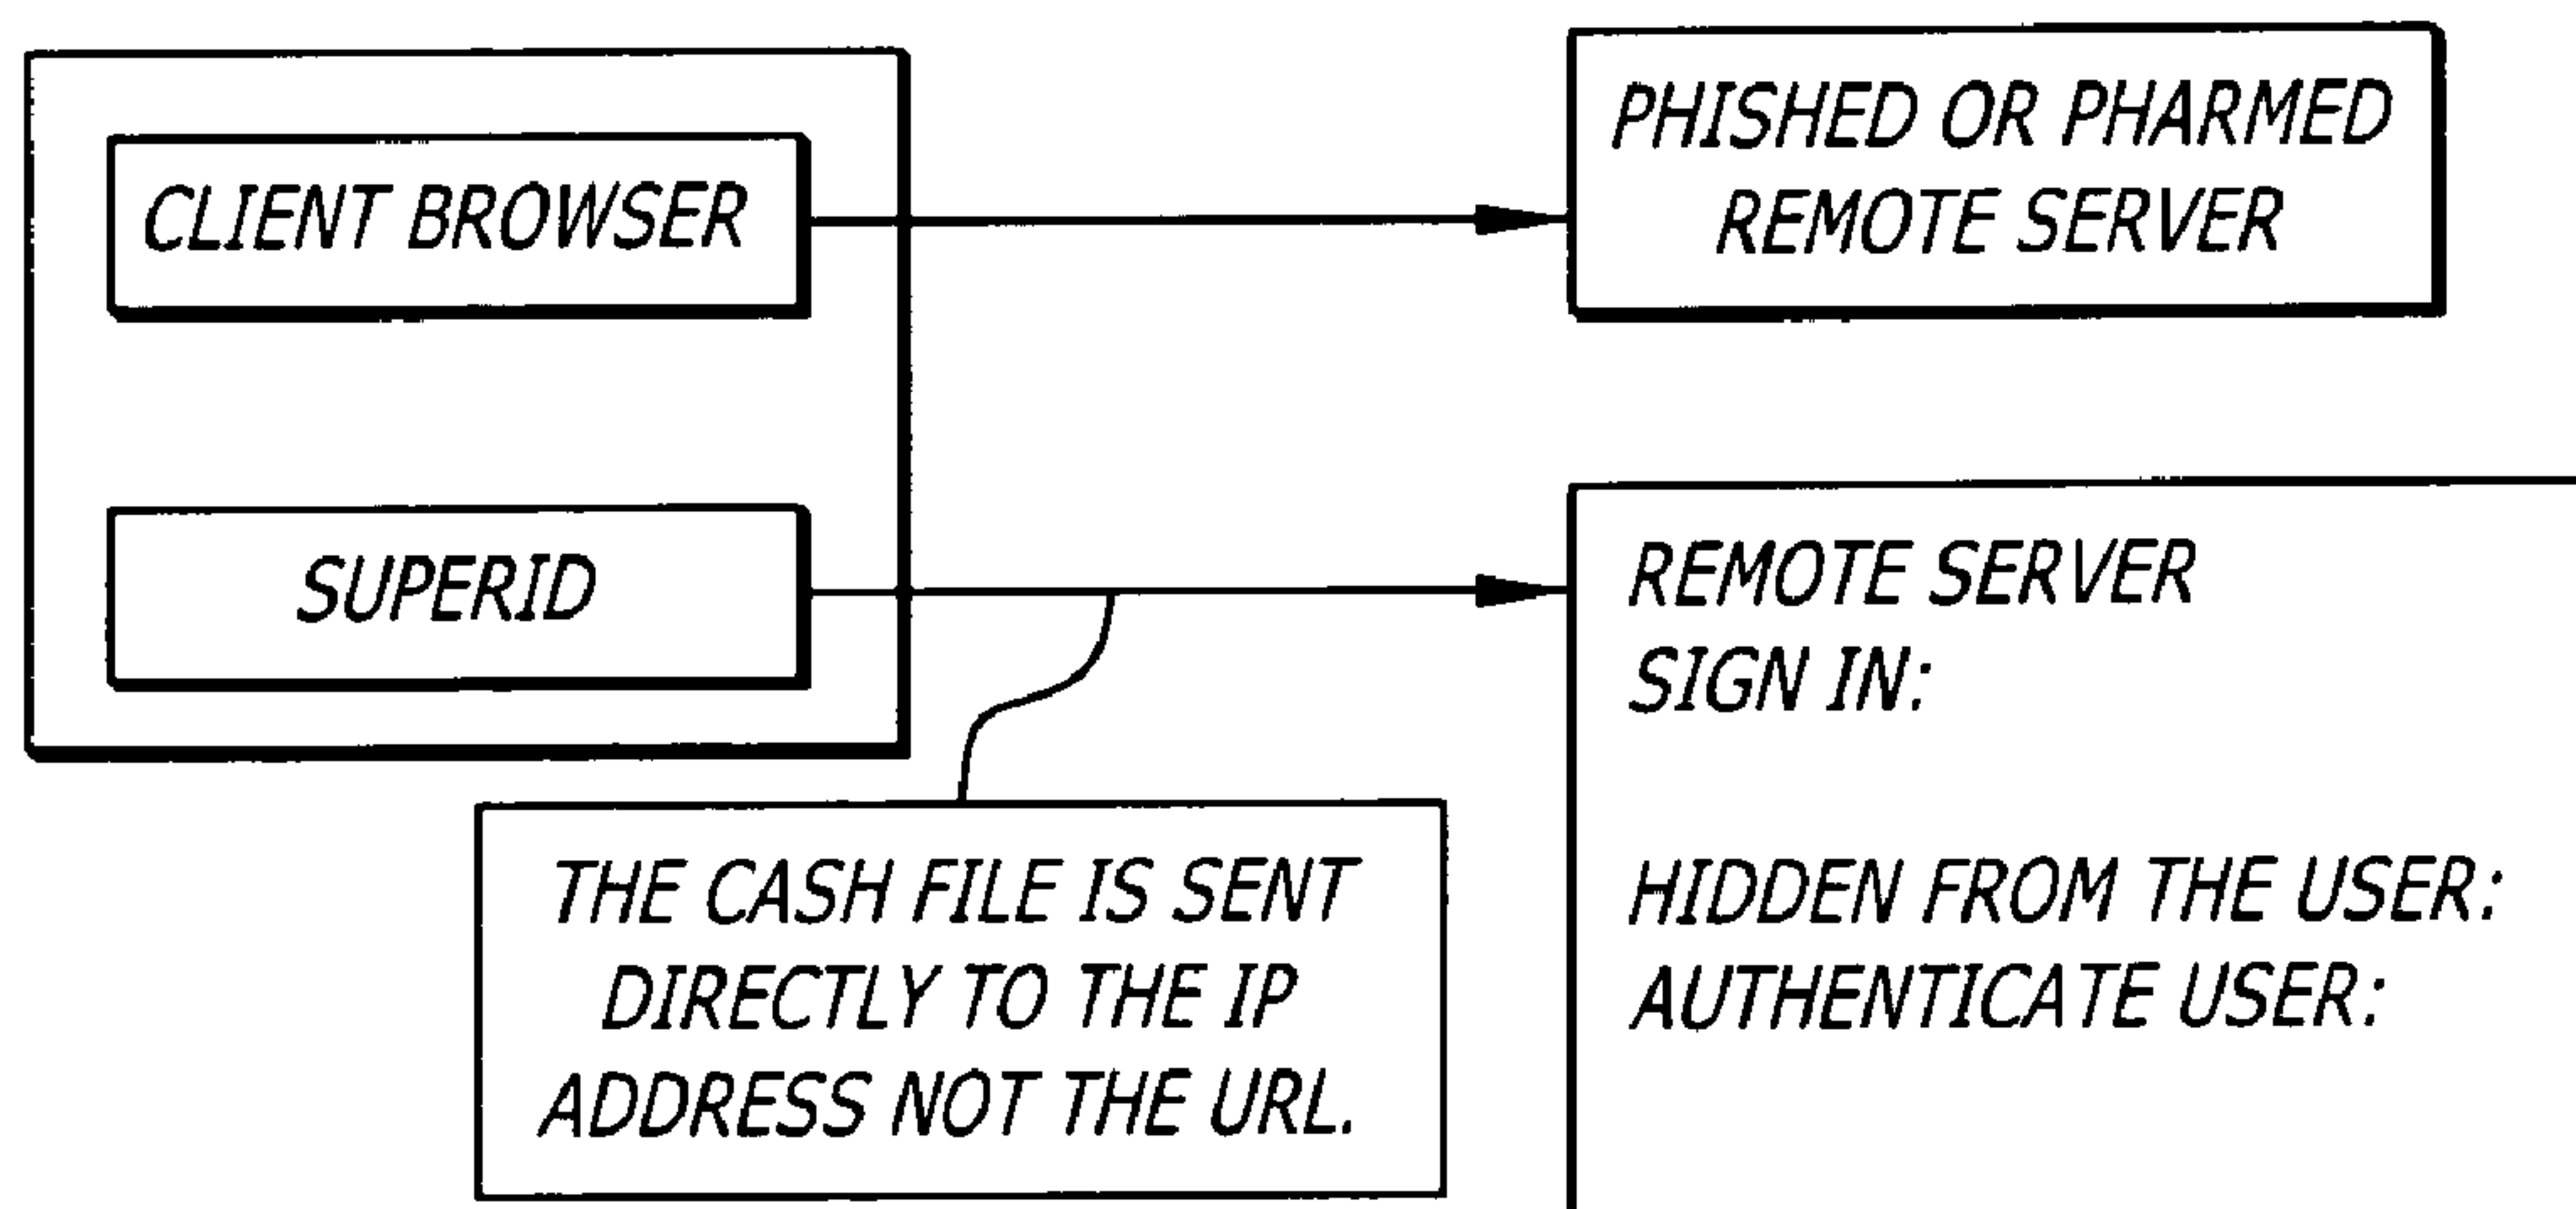 CLIENT BROWSER
PHISHED OR PHARMED
REMOTE SERVER
SUPERID
REMOTE SERVER
SIGN IN:
HIDDEN FROM THE USER:
AUTHENTICATE USER:
THE CASH FILE IS SENT
DIRECTLY TO THE IP
ADDRESS NOT THE URL.